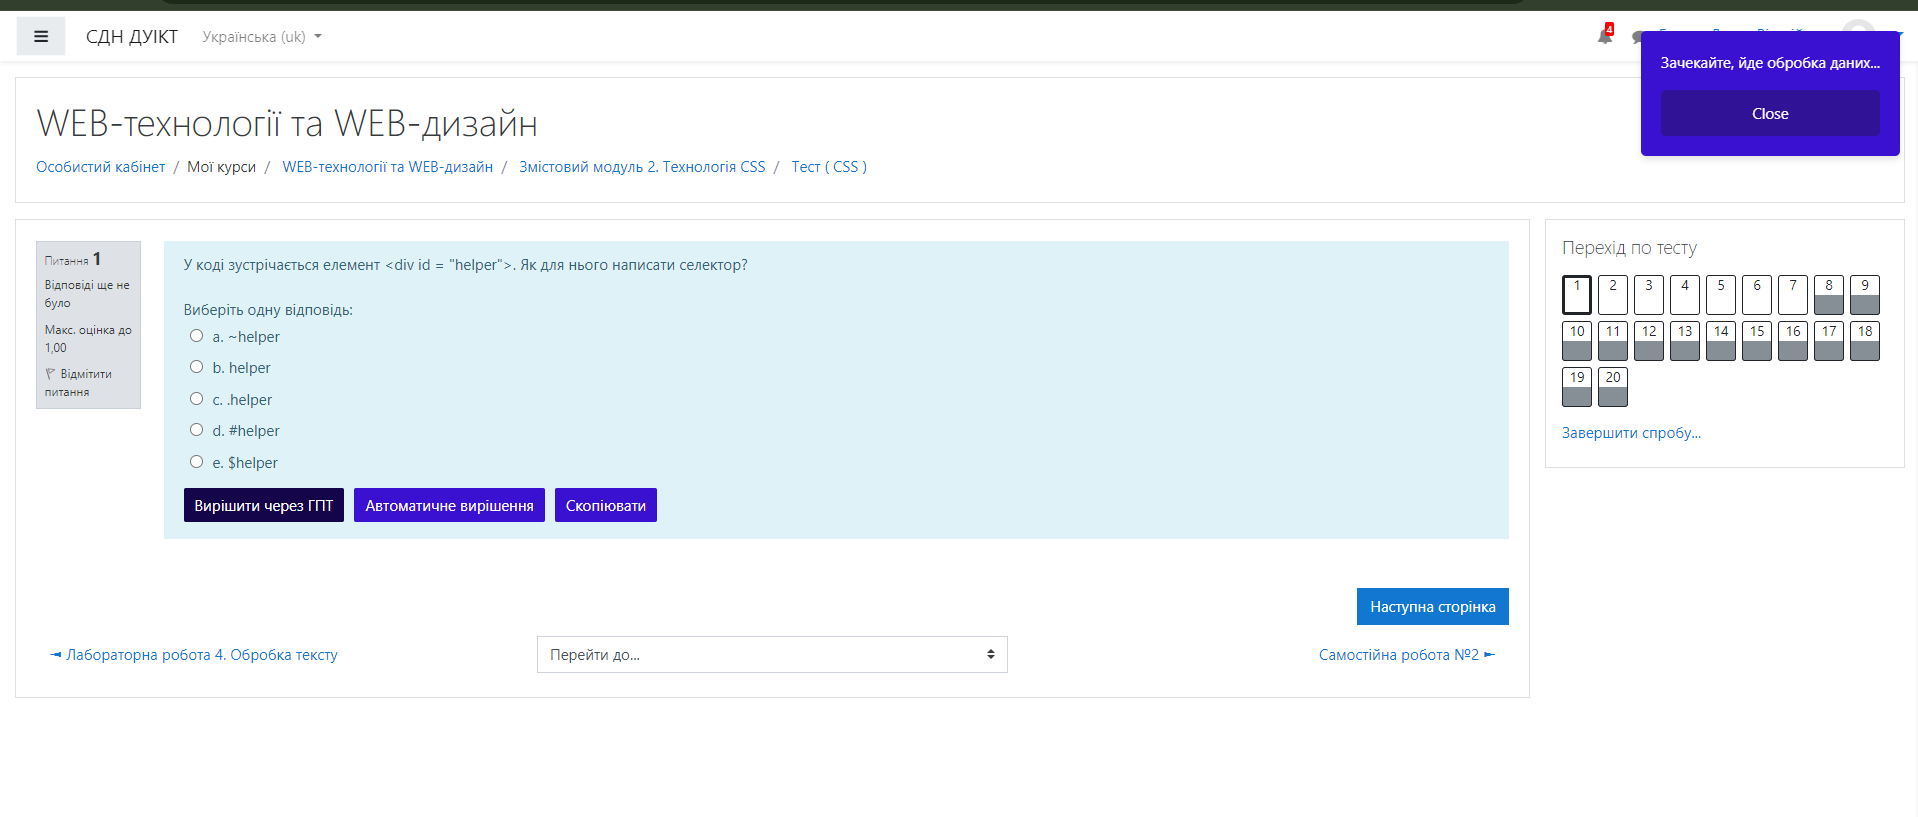 СДН ДУІКТ
Українська (uk)
4
Зачекайте, йде обробка даних...
Close
WEB-технології та WEB-дизайн
Особистий кабінет / Мої курси / WEB-технології та WEB-дизайн / Змістовий модуль 2. Технологія CSS / Тест ( CSS )
Питання 1
Відповіді ще не
було
Макс. оцінка до
1,00
Відмітити
питання
У коді зустрічається елемент <div id = "helper">. Як для нього написати селектор?
Виберіть одну відповідь:
a. ~helper
b. helper
c. .helper
d. #helper
e. $helper
Вирішити через ГПТ Автоматичне вирішення Скопіювати
Наступна сторінка
◄ Лабораторна робота 4. Обробка тексту
Перейти до...
Самостійна робота №2 ►
Перехід по тесту
1 2 3 4 5 6 7 8 9
10 11 12 13 14 15 16 17 18
19 20
Завершити спробу...